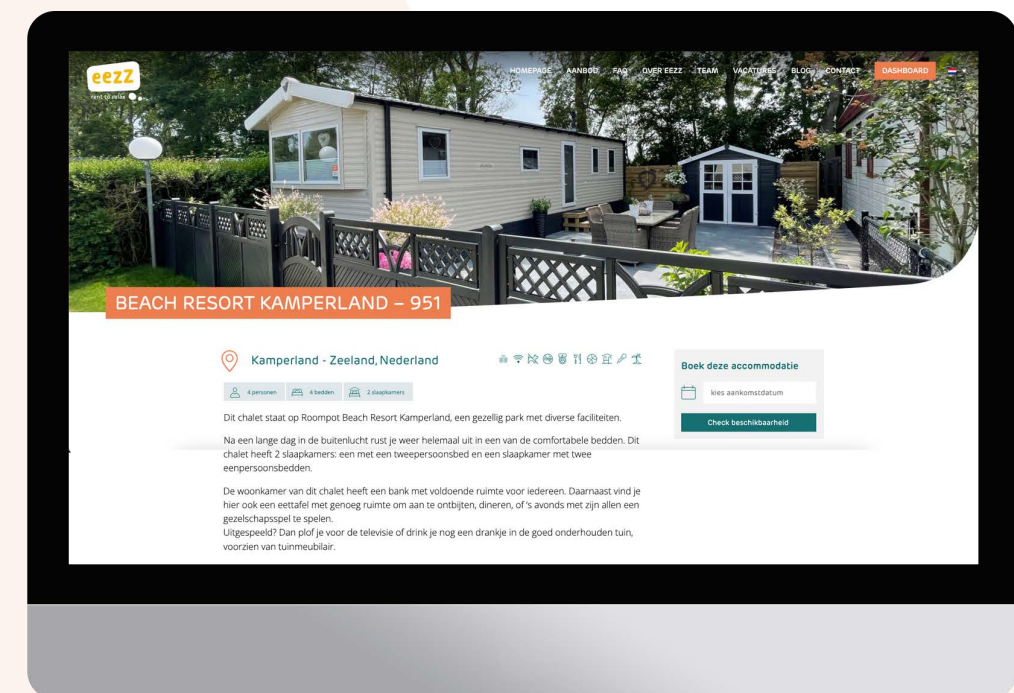 eezz
rent to relax
HOMEPAGE AANBOD FAQ OVER EEZZ TEAM VACATURES BLOG CONTACT DASHBOARD
BEACH RESORT KAMPERLAND – 951
Kamperland - Zeeland, Nederland
4 personen 4 bedden 2 slaapkamers
Dit chalet staat op Roompot Beach Resort Kamperland, een gezellig park met diverse faciliteiten.
Na een lange dag in de buitenlucht rust je weer helemaal uit in een van de comfortabele bedden. Dit
chalet heeft 2 slaapkamers: een met een tweepersoonsbed en een slaapkamer met twee
eenpersoonsbedden.
De woonkamer van dit chalet heeft een bank met voldoende ruimte voor iedereen. Daarnaast vind je
hier ook een eettafel met genoeg ruimte om aan te ontbijten, dineren, of ‘s avonds met zijn allen een
gezelschapsspel te spelen.
Uitgespeeld? Dan plof je voor de televisie of drink je nog een drankje in de goed onderhouden tuin,
voorzien van tuinmeubilair.
Boek deze accommodatie
kies aankomstdatum
Check beschikbaarheid